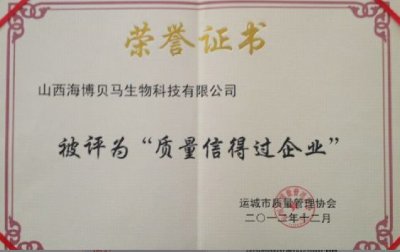 荣誉证书
山西海博贝马生物科技有限公司
被评为“质量信得过企业”
运城市质量管理协会
二〇一二年十二月